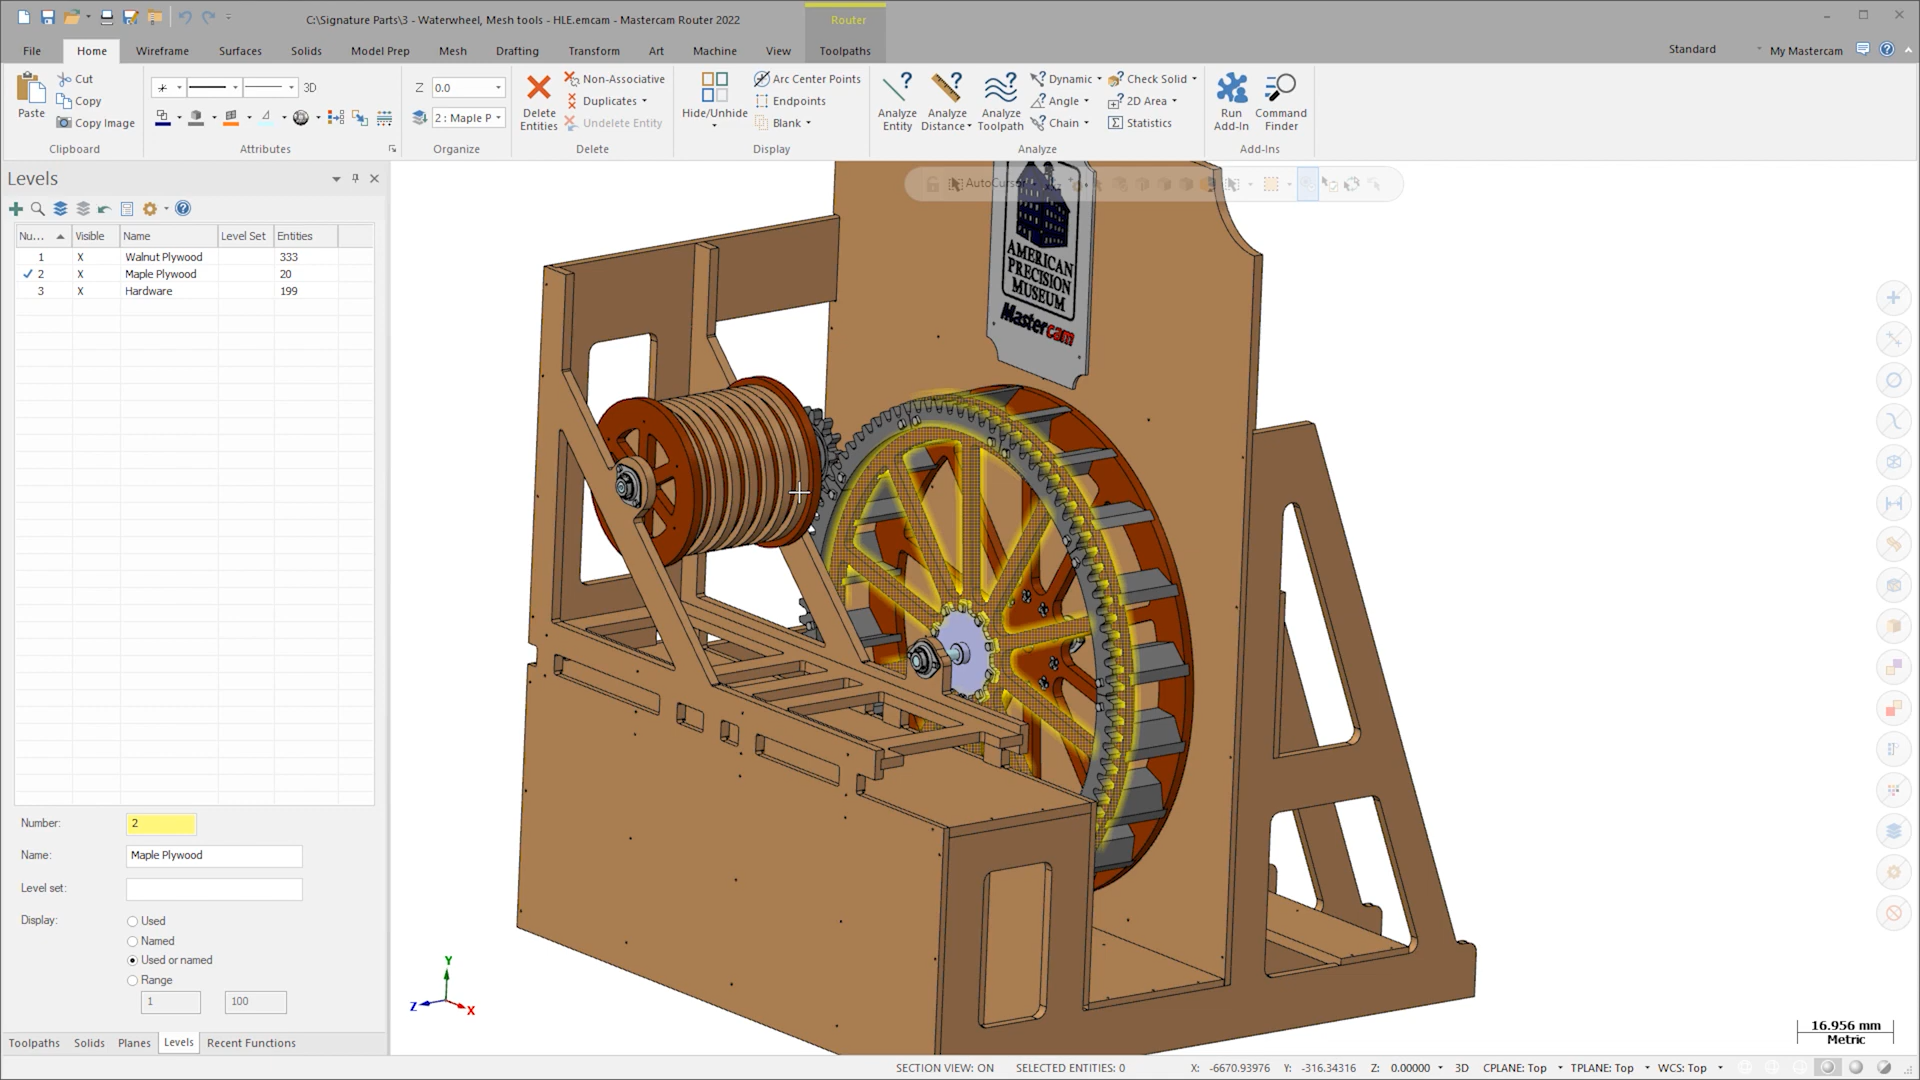 C:\Signature Parts\3 - Waterwheel, Mesh tools - HLE.emcam - Mastercam Router 2022
Router
File Home Wireframe Surfaces Solids Model Prep Mesh Drafting Transform Art Machine View Toolpaths
Standard My Mastercam
Paste
Cut
Copy
Copy Image
Clipboard
3D
Attributes
Z 0.0
2 : Maple P
Organize
Delete
Entities
Non-Associative
Duplicates
Undelete Entity
Delete
Hide/Unhide
Arc Center Points
Endpoints
Blank
Display
Analyze
Entity
Analyze
Distance
Analyze
Toolpath
Dynamic
Angle
Chain
Check Solid
2D Area
Statistics
Analyze
Run
Add-In
Command
Finder
Add-Ins
Levels
Nu... Visible Name Level Set Entities
1 X Walnut Plywood 333
2 X Maple Plywood 20
3 X Hardware 199
Number: 2
Name: Maple Plywood
Level set:
Display:
Used
Named
Used or named
Range
1 100
Toolpaths Solids Planes Levels Recent Functions
AutoCursor
AMERICAN
PRECISION
MUSEUM
Mastercam
Y
Z
X
16.956 mm
Metric
SECTION VIEW: ON SELECTED ENTITIES: 0 X: -6670.93976 Y: -316.34316 Z: 0.00000 3D CPLANE: Top TPLANE: Top WCS: Top